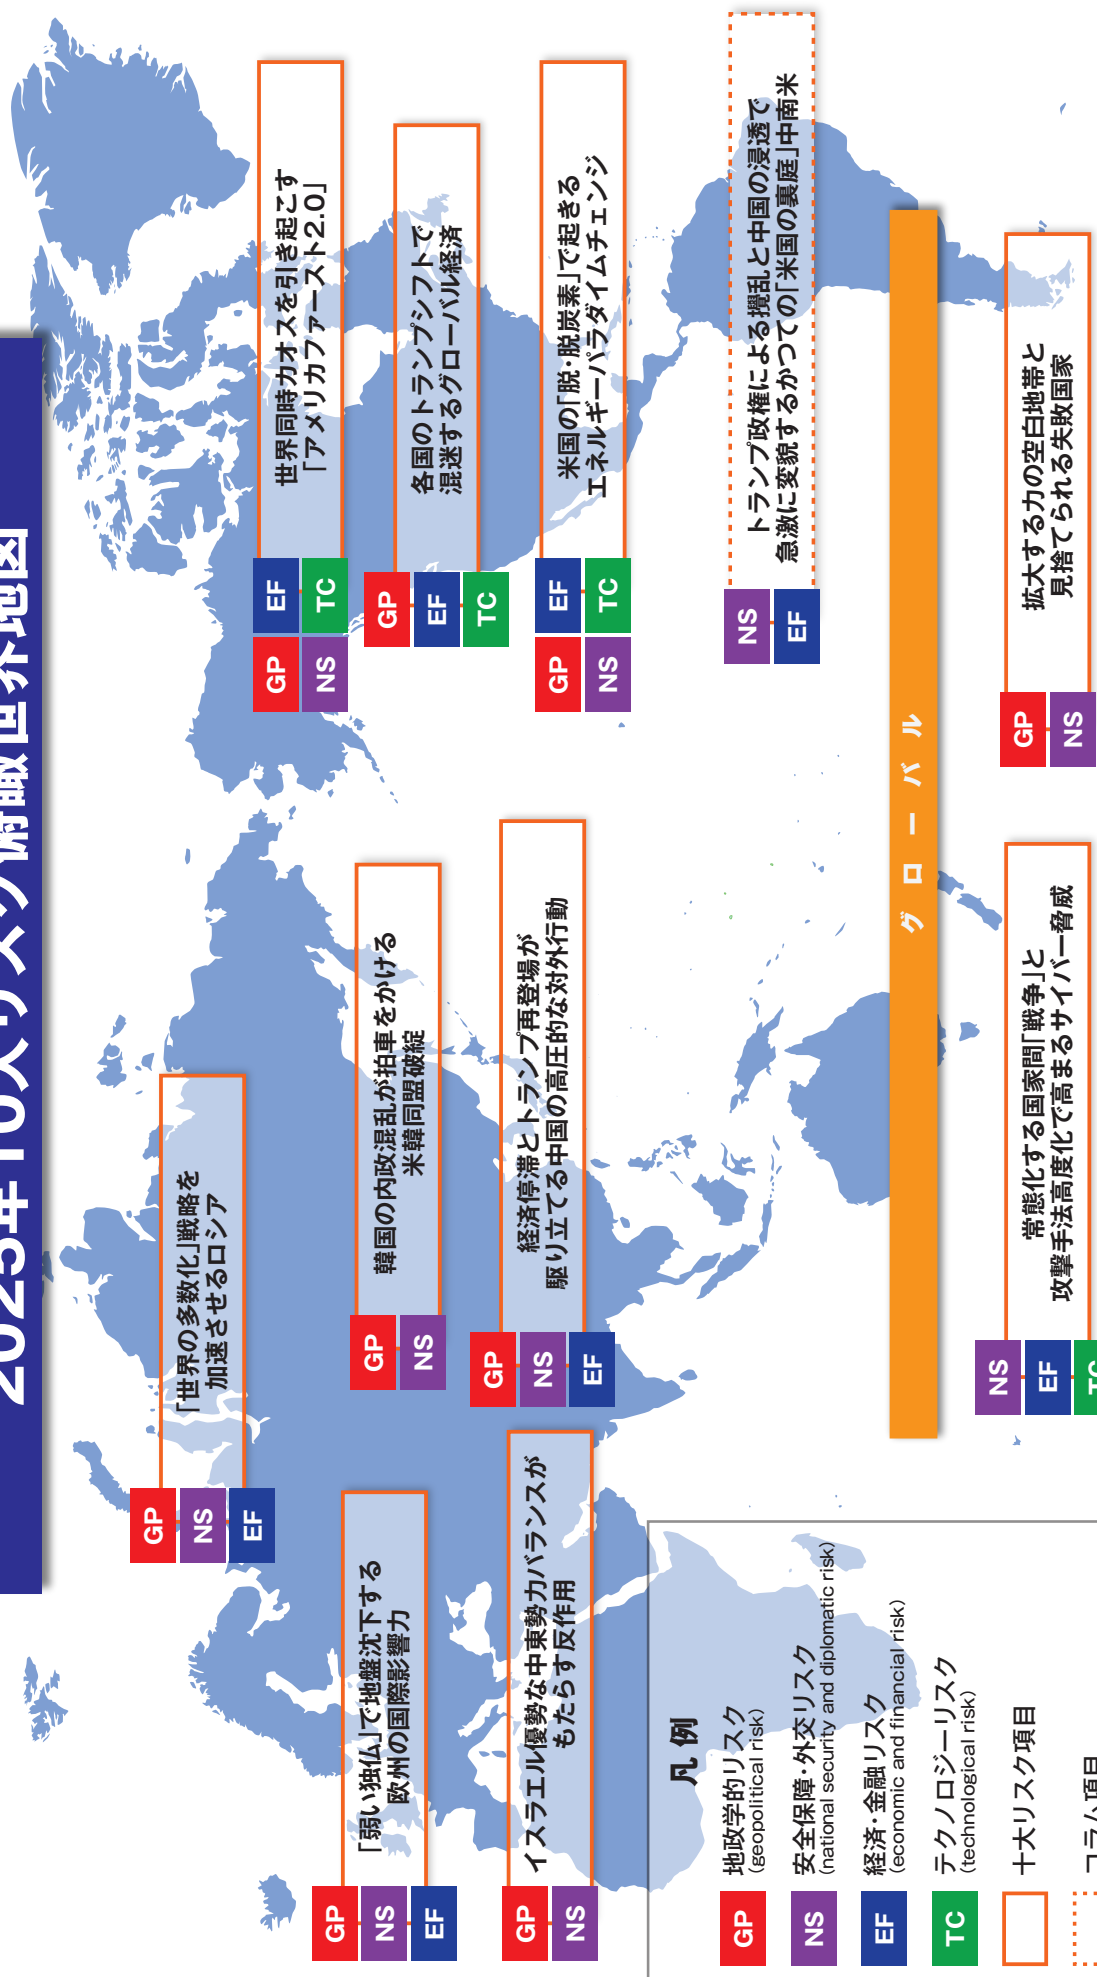 2025年10大リスク俯瞰世界地図
GP
NS
EF
「世界の多数化」戦略を
加速させるロシア
GP
EF
NS
TC
世界同時カオスを引き起こす
「アメリカファースト2.0」
GP
NS
EF
「弱い独仏」で地盤沈下する
欧州の国際影響力
GP
NS
韓国の内政混乱が拍車をかける
米韓同盟破綻
GP
EF
TC
各国のトランプシフトで
混迷するグローバル経済
GP
NS
イスラエル優勢な中東勢力バランスが
もたらす反作用
GP
NS
EF
経済停滞とトランプ再登場が
駆り立てる中国の高圧的な対外行動
GP
EF
NS
TC
米国の「脱・脱炭素」で起きる
エネルギーパラダイムチェンジ
NS
EF
トランプ政権による攪乱と中国の浸透で
急激に変貌するかつての「米国の裏庭」中南米
グローバル
NS
EF
TC
常態化する国家間「戦争」と
攻撃手法高度化で高まるサイバー脅威
GP
NS
拡大する力の空白地帯と
見捨てられる失敗国家
凡例
GP
地政学的リスク
(geopolitical risk)
NS
安全保障・外交リスク
(national security and diplomatic risk)
EF
経済・金融リスク
(economic and financial risk)
TC
テクノロジーリスク
(technological risk)
十大リスク項目
コラム項目